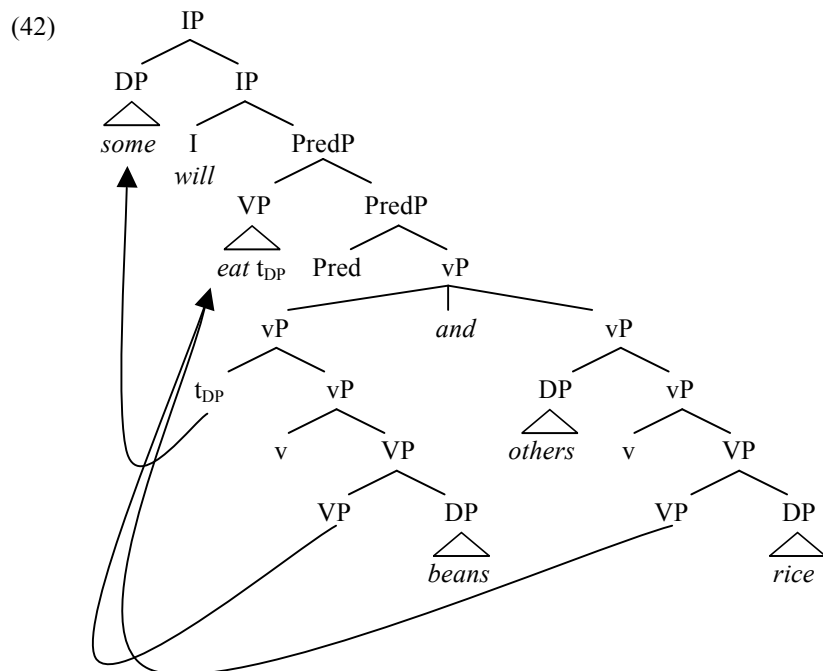 (42) IP
DP IP
some I PredP
will
VP PredP
eat tDP Pred vP
vP and vP
tDP vP DP vP
v VP others v VP
VP DP VP DP
beans rice